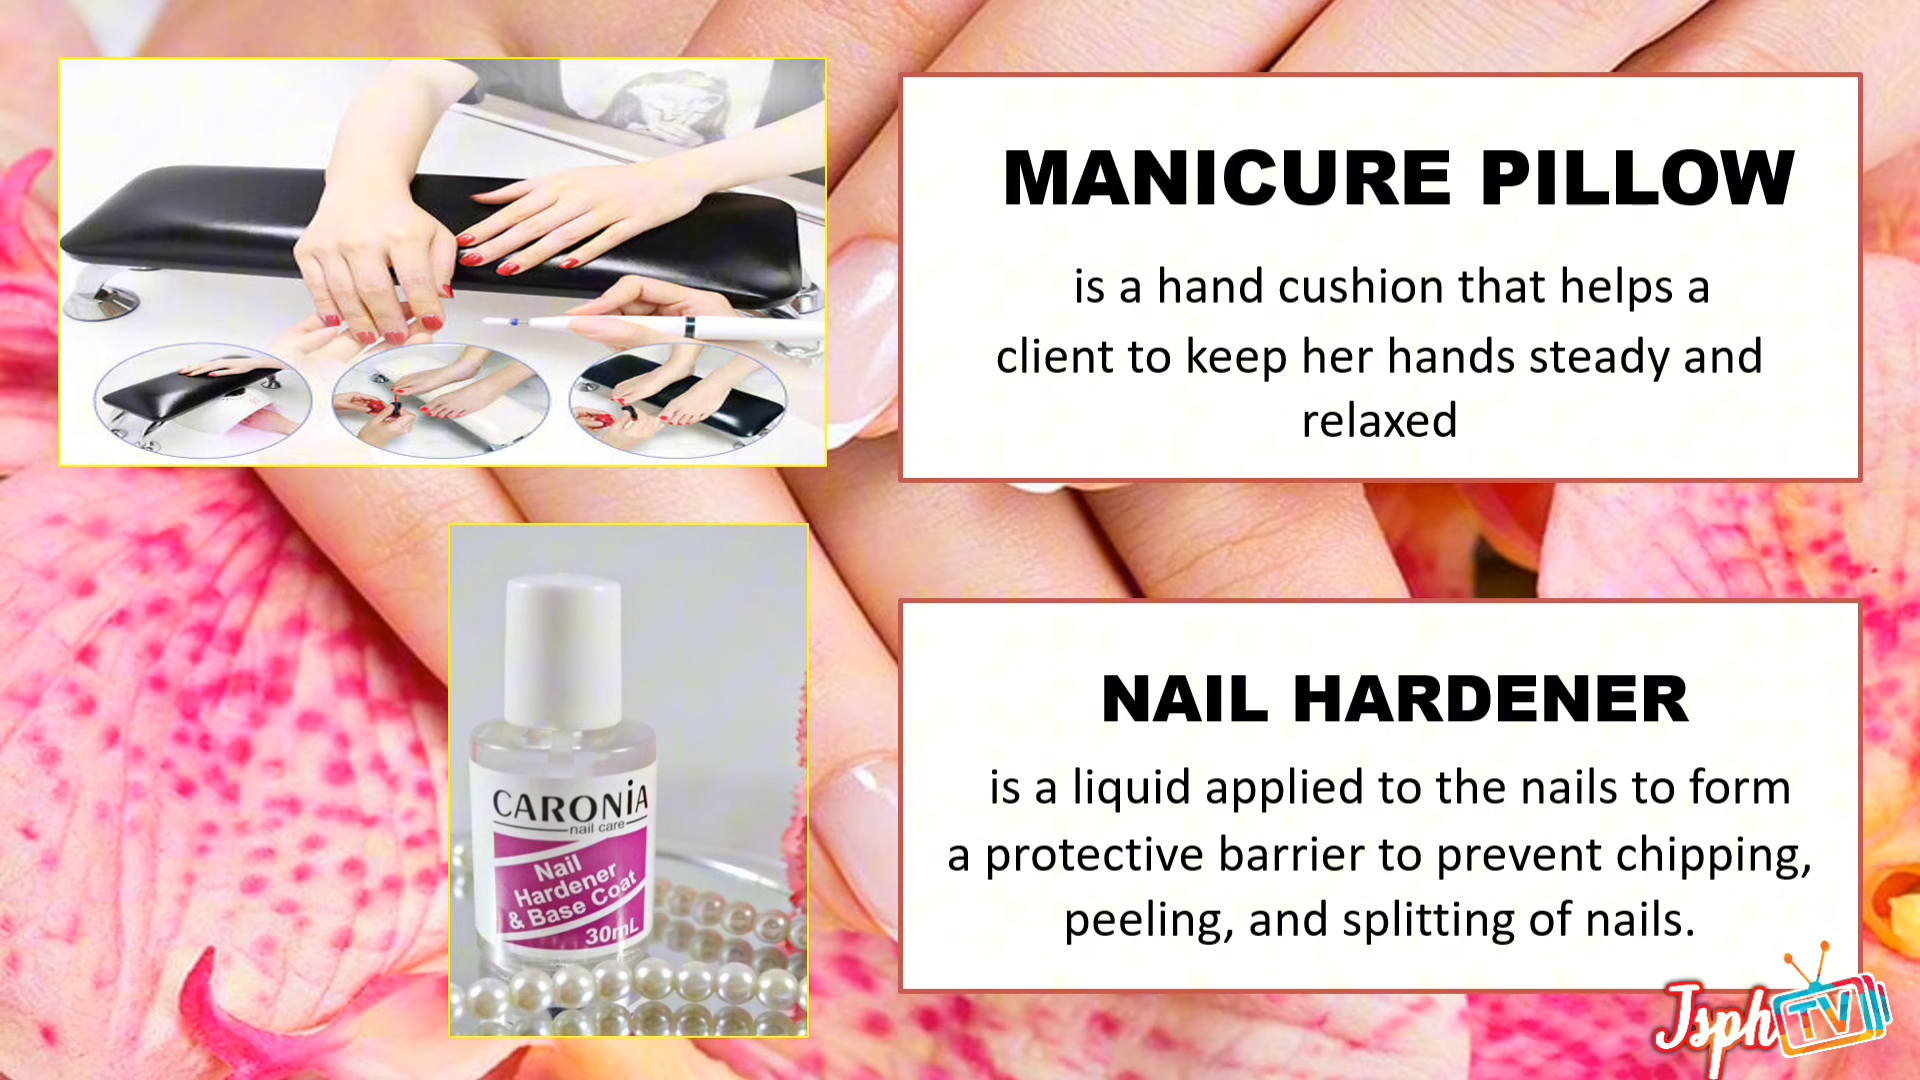 MANICURE PILLOW
is a hand cushion that helps a
client to keep her hands steady and
relaxed
CARONiA
nail care
Nail
Hardener
& Base Coat
30mL
NAIL HARDENER
is a liquid applied to the nails to form
a protective barrier to prevent chipping,
peeling, and splitting of nails.
Jsph TV